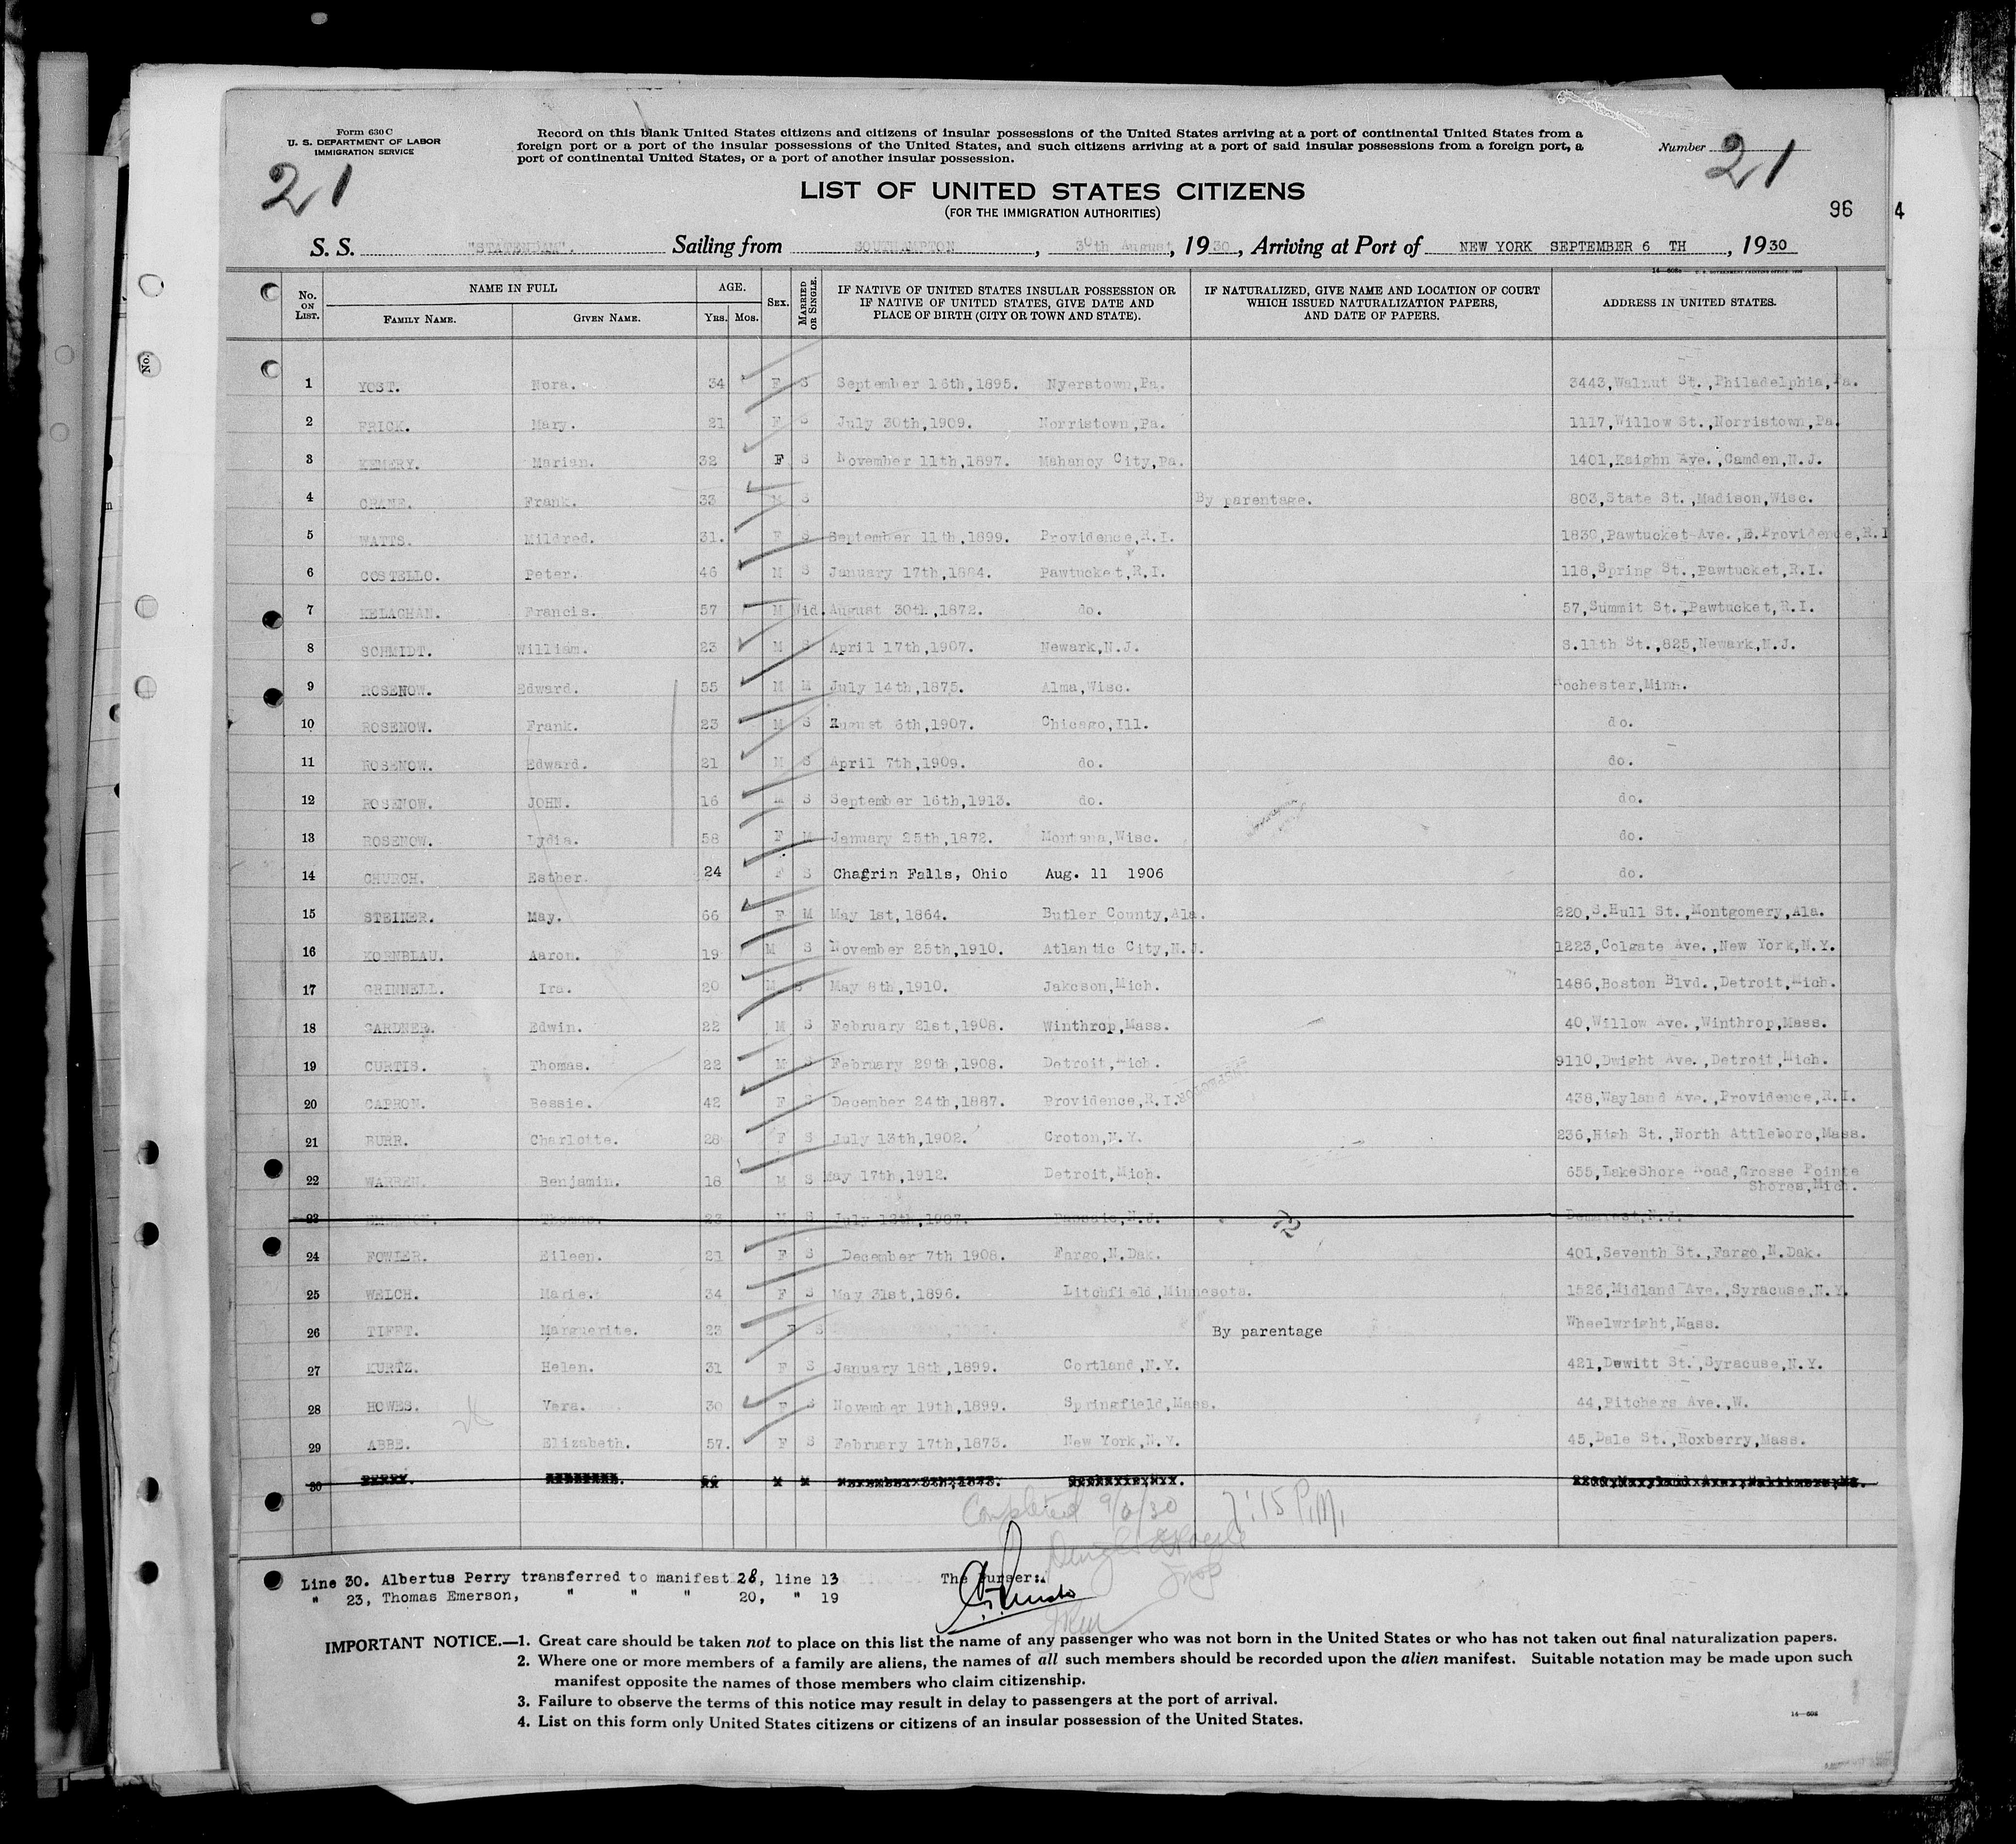 Form 630 C
U. S. DEPARTMENT OF LABOR
IMMIGRATION SERVICE
21
Record on this blank United States citizens and citizens of insular possessions of the United States arriving at a port of continental United States from a
foreign port or a port of the insular possessions of the United States, and such citizens arriving at a port of said insular possessions from a foreign port, a
port of continental United States, or a port of another insular possession.
Number 21
LIST OF UNITED STATES CITIZENS
(FOR THE IMMIGRATION AUTHORITIES)
96 4
S. S. "STATENDAM". Sailing from SOUTHAMPTON, 30th August, 1930, Arriving at Port of NEW YORK SEPTEMBER 6 TH, 1930
No. ON LIST. NAME IN FULL FAMILY NAME. GIVEN NAME. AGE. YRS. MOS. SEX. MARRIED OR SINGLE. IF NATIVE OF UNITED STATES INSULAR POSSESSION OR IF NATIVE OF UNITED STATES, GIVE DATE AND PLACE OF BIRTH (CITY OR TOWN AND STATE). IF NATURALIZED, GIVE NAME AND LOCATION OF COURT WHICH ISSUED NATURALIZATION PAPERS, AND DATE OF PAPERS. ADDRESS IN UNITED STATES.
No.
1 YOST. Nora. 34 F S September 16th,1895. Nyerstown,Pa. 3443,Walnut St.,Philadelphia,Pa.
2 FRICK. Mary. 21 F S July 30th,1909. Norristown,Pa. 1117,Willow St.,Norristown,Pa
3 KEMERY. Marian. 32 F S November 11th,1897. Mahanoy City,Pa. 1401,Kaighn Ave.,Camden,N.J.
4 CRANE. Frank. 33 M S By parentage. 803,State St.,Madison,Wisc.
5 WATTS. Mildred. 31. F S September 11th,1899. Providence,R.I. 1830,Pawtucket Ave.,E.Providence,R.I
6 COSTELLO. Peter. 46 M S January 17th,1884. Pawtucket,R.I. 118,Spring St.,Pawtucket,R.I.
7 KELAGHAN. Francis. 57 M Wid. August 30th,1872. do. 57,Summit St.,Pawtucket,R.I.
8 SCHMIDT. William. 23 M S April 17th,1907. Newark,N.J. S.11th St.,825,Newark,N.J.
9 ROSENOW. Edward. 55 M M July 14th,1875. Alma,Wisc. Rochester,Minn.
10 ROSENOW. Frank. 23 M S August 6th,1907. Chicago,Ill. do.
11 ROSENOW. Edward. 21 M S April 7th,1909. do. do.
12 ROSENOW. JOHN. 16 M S September 16th,1913. do. do.
13 ROSENOW. Lydia. 58 F M January 25th,1872. Montana,Wisc. do.
14 CHURCH. Esther. 24 F S Chagrin Falls, Ohio Aug. 11 1906 do.
15 STEINER. May. 66 F M May 1st,1864. Butler County,Ala. 220,S.Hull St.,Montgomery,Ala.
16 KORNBLAU. Aaron. 19 M S November 25th,1910. Atlantic City,N.J. 1223,Colgate Ave.,New York,N.Y.
17 GRINNELL. Ira. 20 M S May 8th,1910. Jakcson,Mich. 1486,Boston Blvd.,Detroit,Mich.
18 GARDNER. Edwin. 22 M S February 21st,1908. Winthrop,Mass. 40,Willow Ave.,Winthrop,Mass.
19 CURTIS. Thomas. 22 M S February 29th,1908. Detroit,Mich. 9110,Dwight Ave.,Detroit,Mich.
20 CAPRON. Bessie. 42 F S December 24th,1887. Providence,R.I. 438,Wayland Ave.,Providence,R.I.
21 BURR. Charlotte. 28 F S July 13th,1902. Croton,N.Y. 236,High St.,North Attleboro,Mass.
22 WARREN. Benjamin. 18 M S May 17th,1912. Detroit,Mich. 655,LakeShore Road,Grosse Pointe
Shores,Mich.
23 EMERSON. Thomas. 23 M S July 12th,1907. Passaic,N.J. Demarest,N.J.
24 FOWLER. Eileen. 21 F S December 7th 1908. Fargo,N.Dak. 401,Seventh St.,Fargo,N.Dak.
25 WELCH. Marie. 34 F S May 31st,1896. Litchfield,Minnesota. 1526,Midland Ave.,Syracuse,N.Y.
26 TIFFT. Marguerite. 23 F S By parentage Wheelwright,Mass.
27 KURTZ. Helen. 31 F S January 18th,1899. Cortland,N.Y. 421,Dewitt St.,Syracuse,N.Y.
28 HOWES. Vera. 30 F S November 19th,1899. Springfield,Mass. 44,Pitchers Ave.,W.
29 ABBE. Elizabeth. 57. F S February 17th,1873. New York,N.Y. 45,Dale St.,Roxberry,Mass.
30 PERRY. 56 M M
Completed 9/6/30 7:15 P.M.
Insp
Line 30. Albertus Perry transferred to manifest 28, line 13 The Purser:
" 23, Thomas Emerson, " " " 20, " 19
IMPORTANT NOTICE.—1. Great care should be taken not to place on this list the name of any passenger who was not born in the United States or who has not taken out final naturalization papers.
2. Where one or more members of a family are aliens, the names of all such members should be recorded upon the alien manifest. Suitable notation may be made upon such
manifest opposite the names of those members who claim citizenship.
3. Failure to observe the terms of this notice may result in delay to passengers at the port of arrival.
4. List on this form only United States citizens or citizens of an insular possession of the United States.
14—608